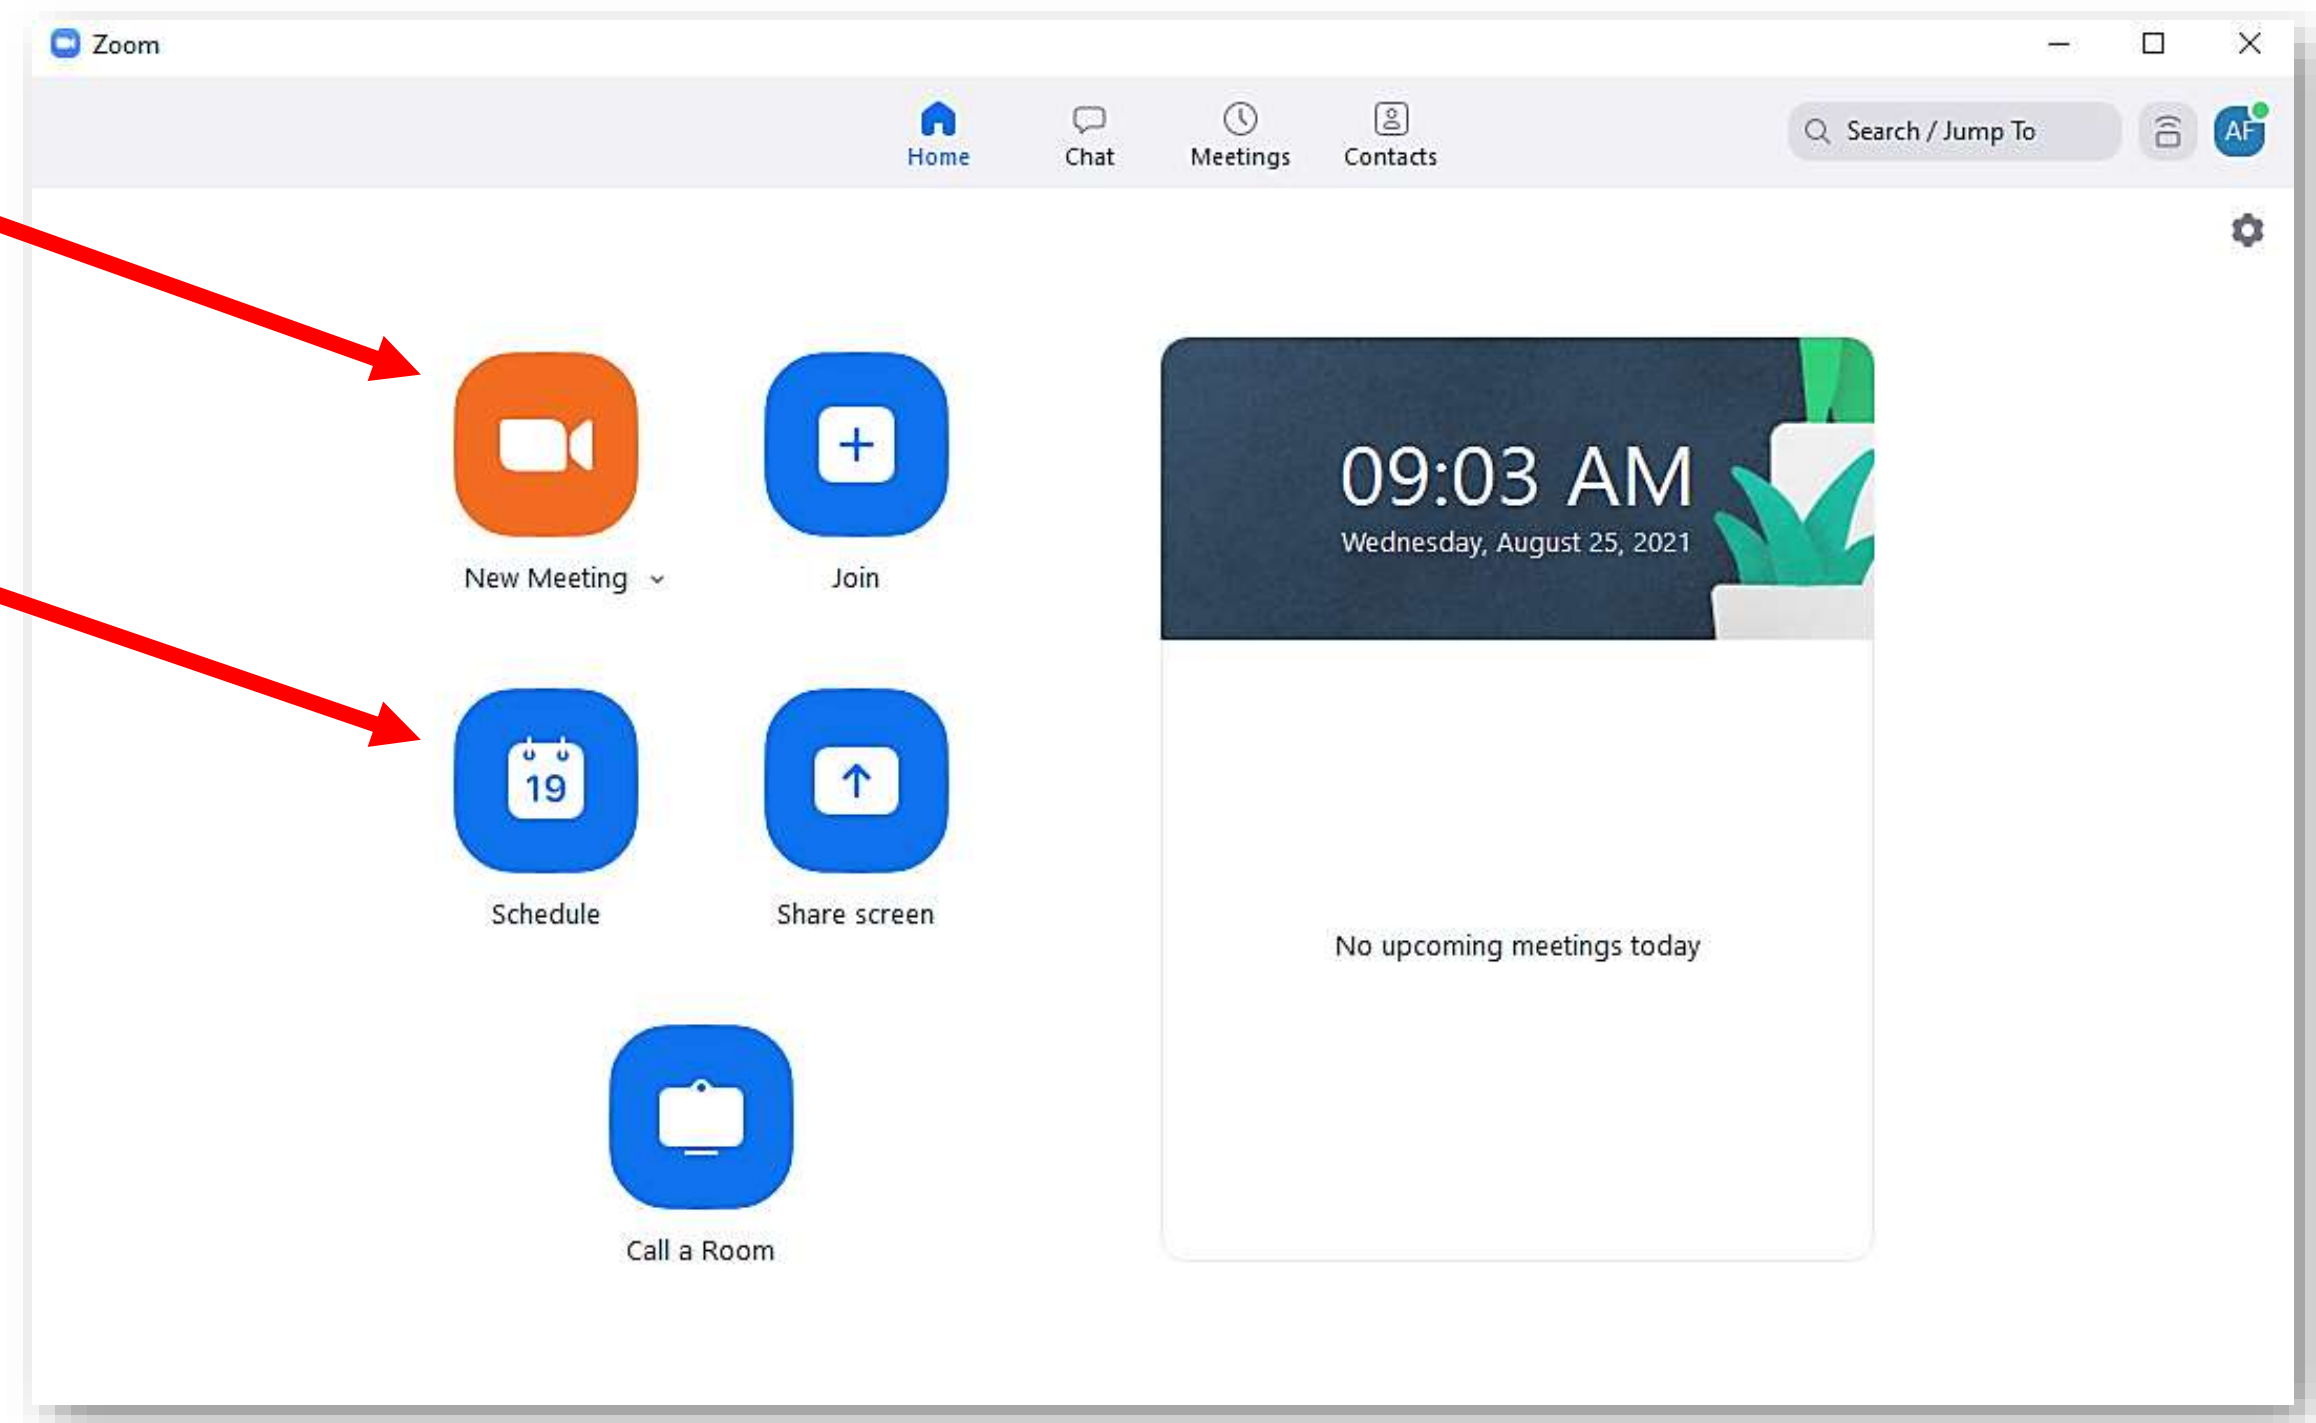 Zoom
Home
Chat
Meetings
Contacts
Search / Jump To
AF
New Meeting
Join
09:03 AM
Wednesday, August 25, 2021
19
Schedule
Share screen
No upcoming meetings today
Call a Room